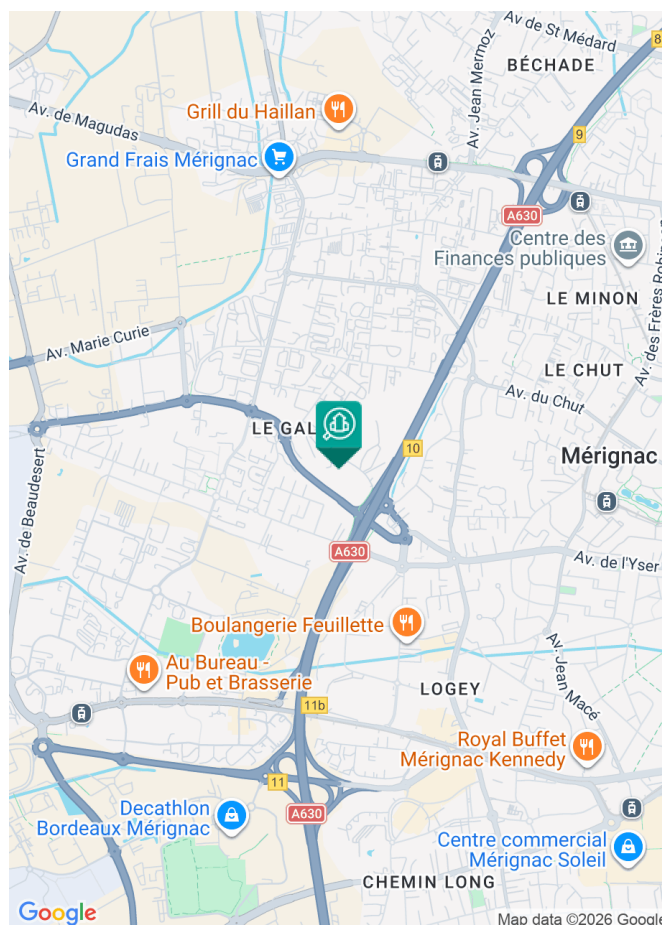 Av de St Médard
8
BÉCHADE
Av. Jean Mermoz
Grill du Haillan
Av. de Magudas
9
Grand Frais Mérignac
A630
Centre des
Finances publiques
LE MINON
Av. Marie Curie
Av. des Frères Robi
LE CHUT
Av. du Chut
LE GAL
10
Mérignac
Av. de Beaudesert
A630
Av. de l'Yser
Boulangerie Feuillette
Au Bureau -
Pub et Brasserie
LOGEY
Av. Jean Macé
11b
Royal Buffet
Mérignac Kennedy
11
Decathlon
Bordeaux Mérignac
A630
Centre commercial
Mérignac Soleil
CHEMIN LONG
Google
Map data ©2026 Google